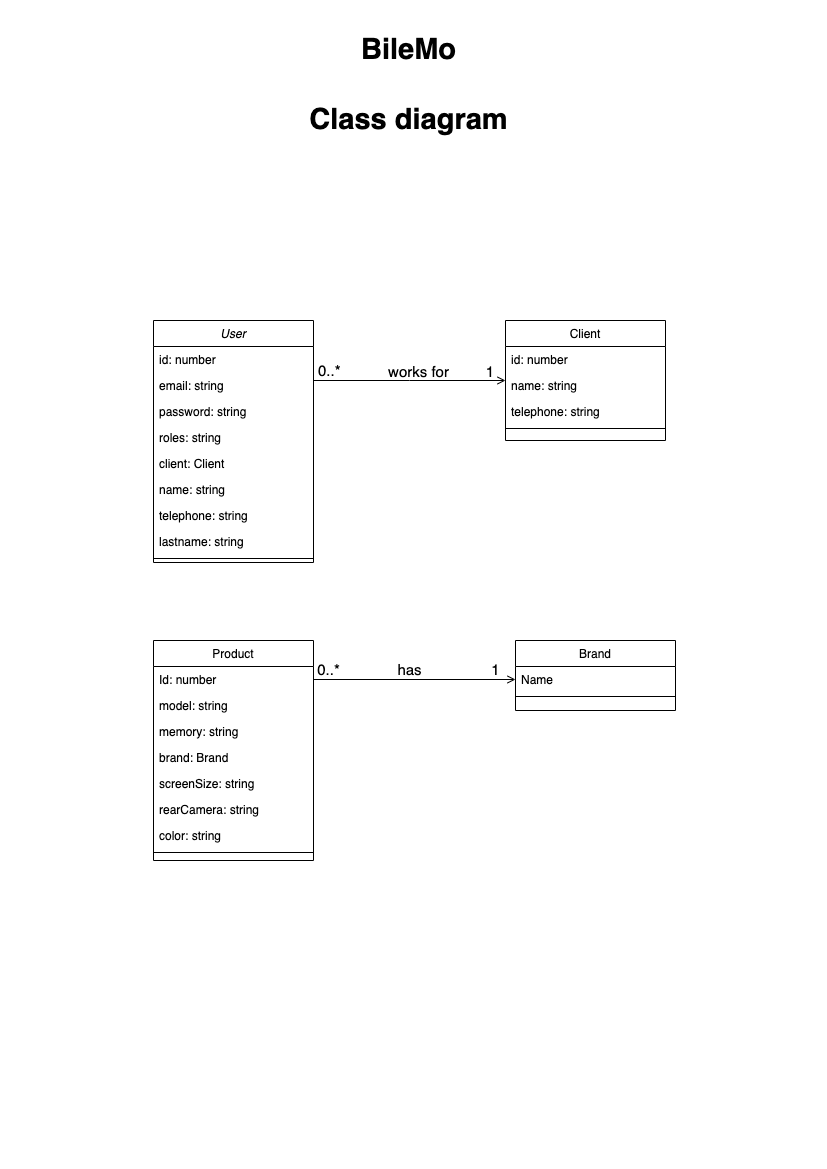 BileMo
Class diagram
User
id: number
email: string
password: string
roles: string
client: Client
name: string
telephone: string
lastname: string
0..*
works for
1
Client
id: number
name: string
telephone: string
Product
Id: number
model: string
memory: string
brand: Brand
screenSize: string
rearCamera: string
color: string
0..*
has
1
Brand
Name